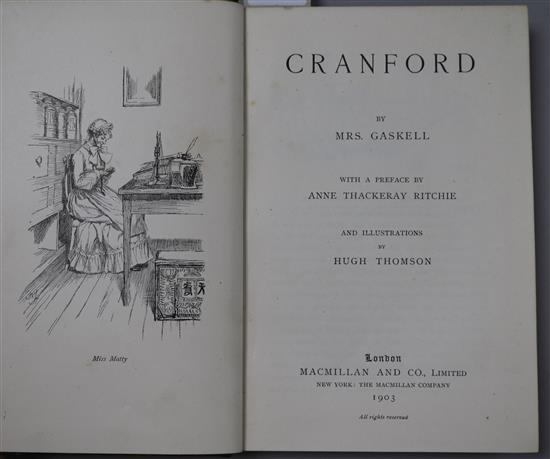 Miss Matty
CRANFORD
BY
MRS. GASKELL
WITH A PREFACE BY
ANNE THACKERAY RITCHIE
AND ILLUSTRATIONS
BY
HUGH THOMSON
London
MACMILLAN AND CO., LIMITED
NEW YORK: THE MACMILLAN COMPANY
1903
All rights reserved